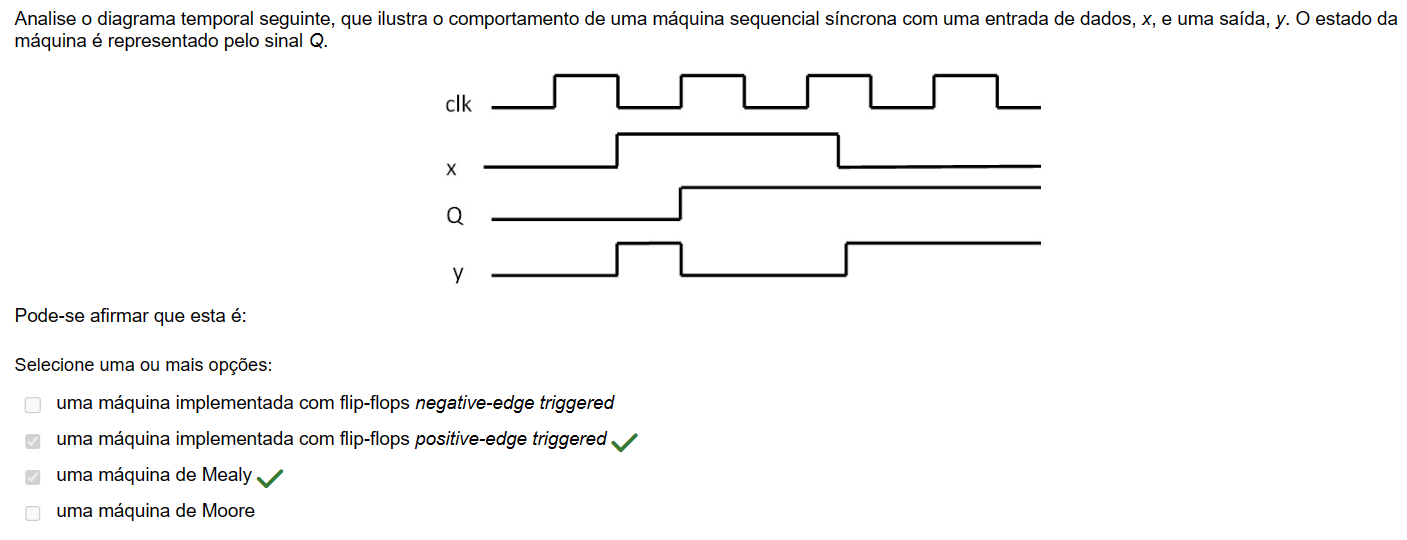 Analise o diagrama temporal seguinte, que ilustra o comportamento de uma máquina sequencial síncrona com uma entrada de dados, x, e uma saída, y. O estado da
máquina é representado pelo sinal Q.
clk
x
Q
y
Pode-se afirmar que esta é:
Selecione uma ou mais opções:
uma máquina implementada com flip-flops negative-edge triggered
uma máquina implementada com flip-flops positive-edge triggered
uma máquina de Mealy
uma máquina de Moore